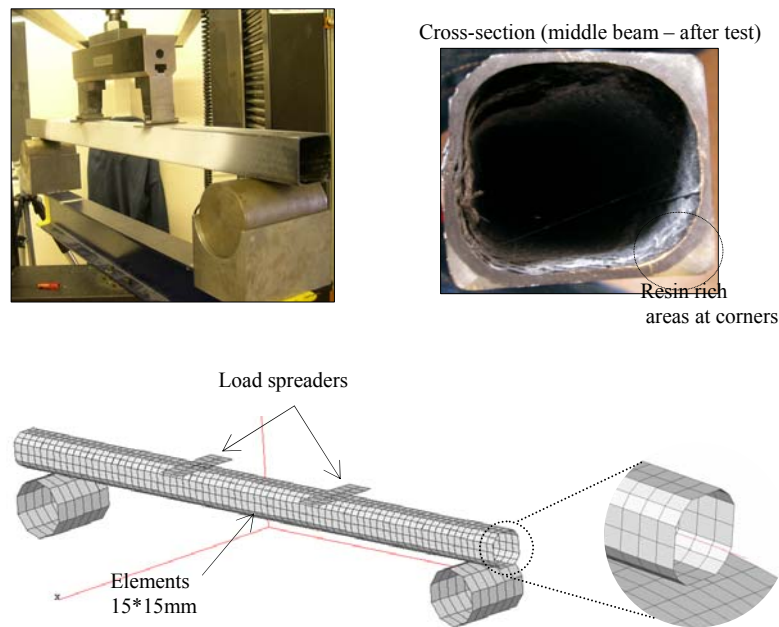 Cross-section (middle beam – after test)
Resin rich
areas at corners
Load spreaders
Elements
15*15mm
x